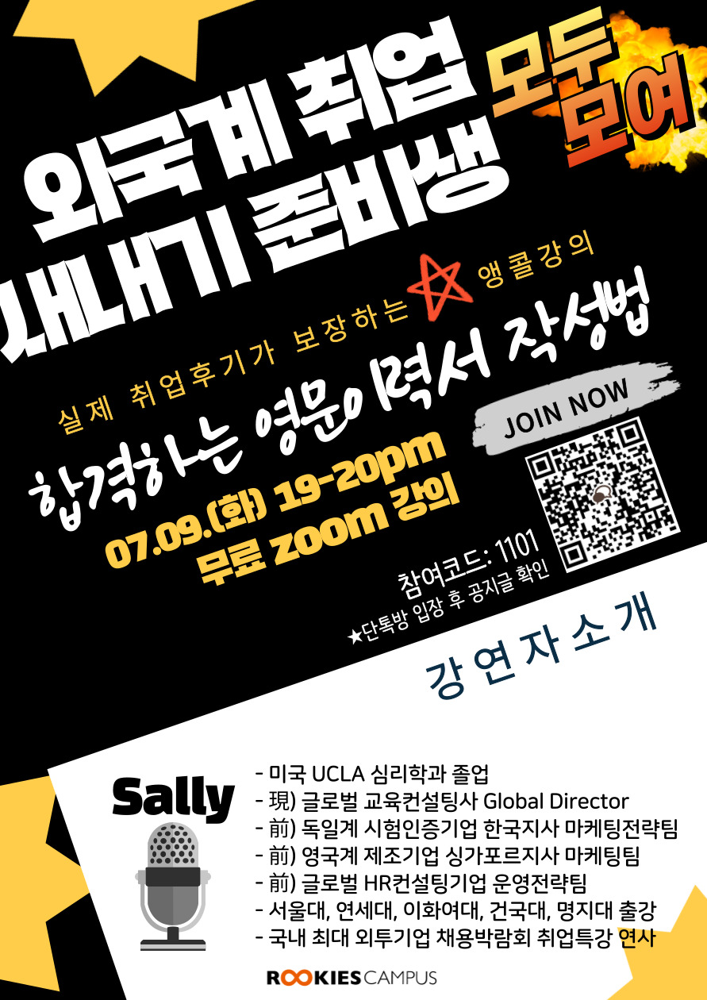 외국계 취업
새내기 준비생
모두
모여
실제 취업후기가 보장하는 앵콜강의
합격하는 영문이력서 작성법
JOIN NOW
07.09.(화) 19-20pm
무료 zoom 강의
참여코드: 1101
★단톡방 입장 후 공지글 확인
강연자소개
Sally
- 미국 UCLA 심리학과 졸업
- 現) 글로벌 교육컨설팅사 Global Director
- 前) 독일계 시험인증기업 한국지사 마케팅전략팀
- 前) 영국계 제조기업 싱가포르지사 마케팅팀
- 前) 글로벌 HR컨설팅기업 운영전략팀
- 서울대, 연세대, 이화여대, 건국대, 명지대 출강
- 국내 최대 외투기업 채용박람회 취업특강 연사
ROOKIES CAMPUS